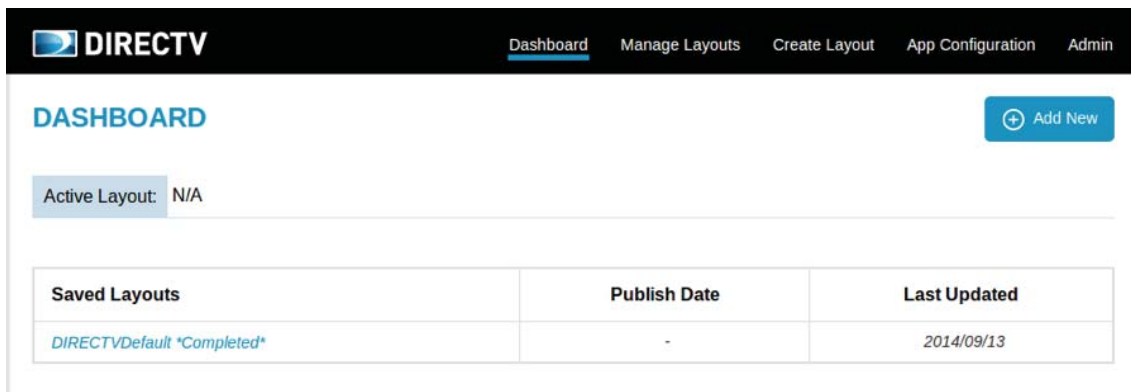 DIRECTV
Dashboard Manage Layouts Create Layout App Configuration Admin
DASHBOARD
Add New
Active Layout: N/A
Saved Layouts Publish Date Last Updated
DIRECTVDefault *Completed* - 2014/09/13